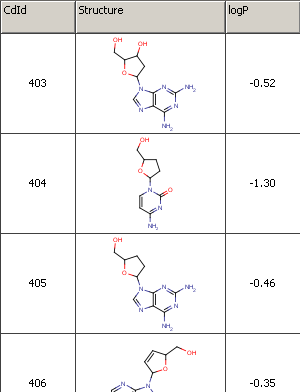 CdId Structure logP
HO OH
O
403 N N NH₂ -0.52
N N
NH₂
OH
O
404 N O -1.30
N
NH₂
HO
O
405 N N NH₂ -0.46
N N
NH₂
OH
O
406 N N -0.35